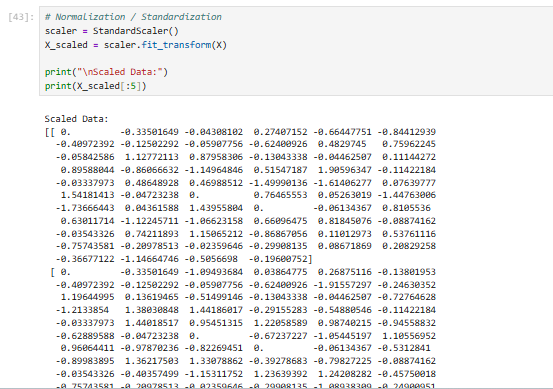 [43]: # Normalization / Standardization
scaler = StandardScaler()
X_scaled = scaler.fit_transform(X)
print("\nScaled Data:")
print(X_scaled[:5])
Scaled Data:
[[ 0. -0.33501649 -0.04308102 0.27407152 -0.66447751 -0.84412939
-0.40972392 -0.12502292 -0.05907756 -0.62400926 0.4829745 0.75962245
-0.05842586 1.12772113 0.87958306 -0.13043338 -0.04462507 0.11144272
0.89588044 -0.86066632 -1.14964846 0.51547187 1.90596347 -0.11422184
-0.03377973 0.48648928 0.46988512 -1.49990136 -1.61406277 0.07639777
1.54181413 -0.04723238 0. 0.76465553 0.05263019 -1.44763006
-1.73666443 0.04361588 1.43955804 0. -0.06134367 0.8105536
0.63011714 -1.12245711 -1.06623158 0.66096475 0.81845076 -0.08874162
-0.03543326 0.74211893 1.15065212 -0.86867056 0.11012973 0.53761116
-0.75743581 -0.20978513 -0.02359646 -0.29908135 0.08671869 0.20829258
-0.36677122 -1.14664746 -0.5056698 -0.19600752]
[ 0. -0.33501649 -1.09493684 0.03864775 0.26875116 -0.13801953
-0.40972392 -0.12502292 -0.05907756 -0.62400926 -1.91557297 -0.24630352
1.19644995 0.13619465 -0.51499146 -0.13043338 -0.04462507 -0.72764628
-1.2133854 1.38030848 1.44186017 -0.29155283 -0.54880546 -0.11422184
-0.03377973 1.44018517 0.95451315 1.22058589 0.98740215 -0.94558832
-0.62889588 -0.04723238 0. -0.67237227 -1.05445197 1.10556952
0.96064411 -0.97870236 -0.82269451 0. -0.06134367 -0.5312841
-0.89983895 1.36217503 1.33078862 -0.39278683 -0.79827225 -0.08874162
-0.03543326 -0.40357499 -1.15311752 1.23639392 1.24208282 -0.45750018
-0.75743581 -0.20978513 -0.02359646 -0.29908135 -1.08938309 -0.24900951